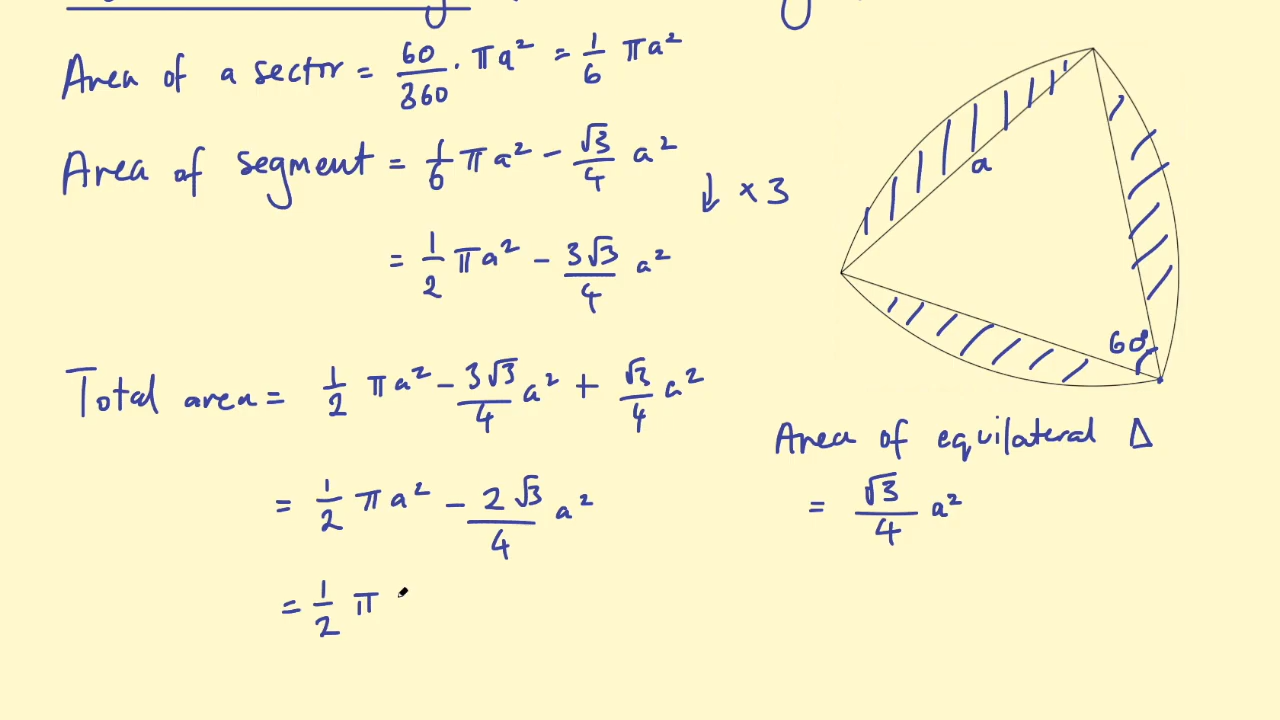 Area of a sector = 60/360 . πa² = 1/6 πa²
Area of segment = 1/6 πa² − √3/4 a²
↓ × 3
= 1/2 πa² − 3√3/4 a²
Total area = 1/2 πa² − 3√3/4 a² + √3/4 a²
= 1/2 πa² − 2√3/4 a²
= 1/2 π
a
60°
Area of equilateral Δ
= √3/4 a²